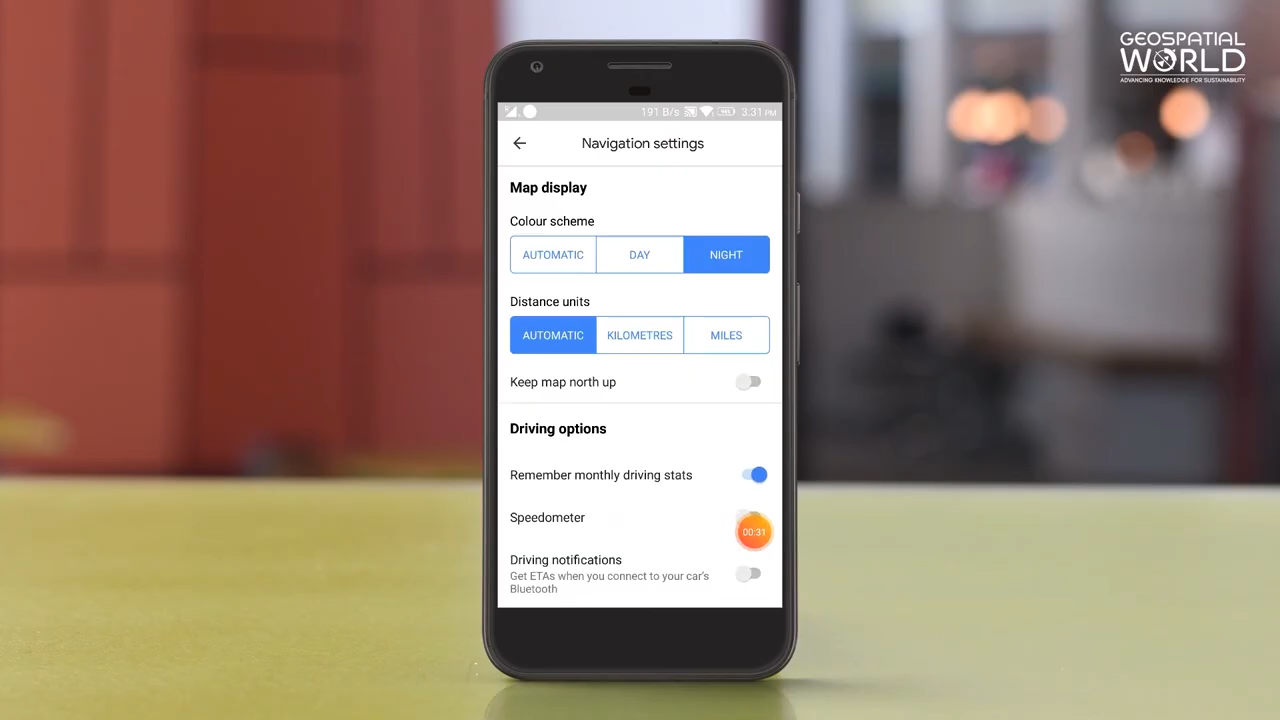 GEOSPATIAL
WORLD
ADVANCING KNOWLEDGE FOR SUSTAINABILITY
191 B/s 3.31 PM
Navigation settings
Map display
Colour scheme
AUTOMATIC DAY NIGHT
Distance units
AUTOMATIC KILOMETRES MILES
Keep map north up
Driving options
Remember monthly driving stats
Speedometer
00:31
Driving notifications
Get ETAs when you connect to your car's
Bluetooth